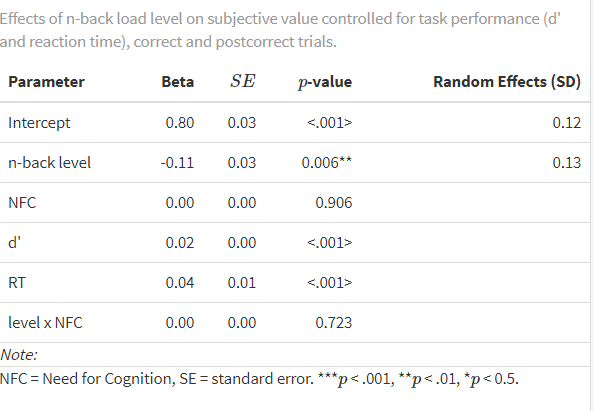 Effects of n-back load level on subjective value controlled for task performance (d'
and reaction time), correct and postcorrect trials.
Parameter Beta SE p-value Random Effects (SD)
Intercept 0.80 0.03 <.001> 0.12
n-back level -0.11 0.03 0.006** 0.13
NFC 0.00 0.00 0.906
d' 0.02 0.00 <.001>
RT 0.04 0.01 <.001>
level x NFC 0.00 0.00 0.723
Note:
NFC = Need for Cognition, SE = standard error. ***p < .001, **p < .01, *p < 0.5.